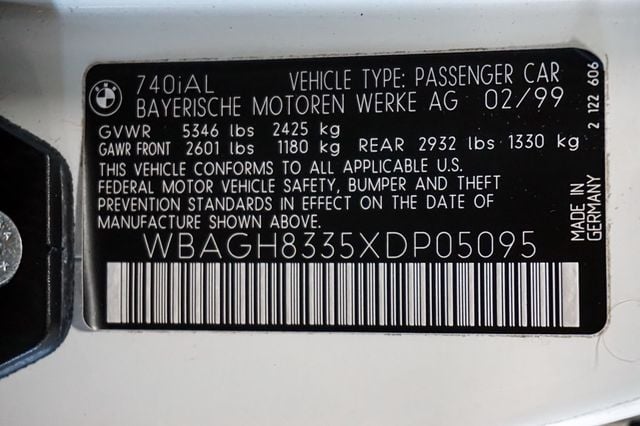 BMW
740iAL VEHICLE TYPE: PASSENGER CAR
BAYERISCHE MOTOREN WERKE AG 02/99
GVWR 5346 lbs 2425 kg
GAWR FRONT 2601 lbs 1180 kg REAR 2932 lbs 1330 kg
THIS VEHICLE CONFORMS TO ALL APPLICABLE U.S.
FEDERAL MOTOR VEHICLE SAFETY, BUMPER AND THEFT
PREVENTION STANDARDS IN EFFECT ON THE DATE OF
MANUFACTURE SHOWN ABOVE.
WBAGH8335XDP05095
2 122 606
MADE IN
GERMANY